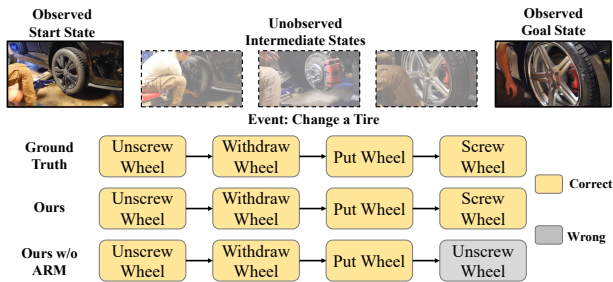 Observed
Start State
Unobserved
Intermediate States
Observed
Goal State
Event: Change a Tire
Ground
Truth
Unscrew
Wheel
Withdraw
Wheel
Put Wheel
Screw
Wheel
Ours
Unscrew
Wheel
Withdraw
Wheel
Put Wheel
Screw
Wheel
Ours w/o
ARM
Unscrew
Wheel
Withdraw
Wheel
Put Wheel
Unscrew
Wheel
Correct
Wrong